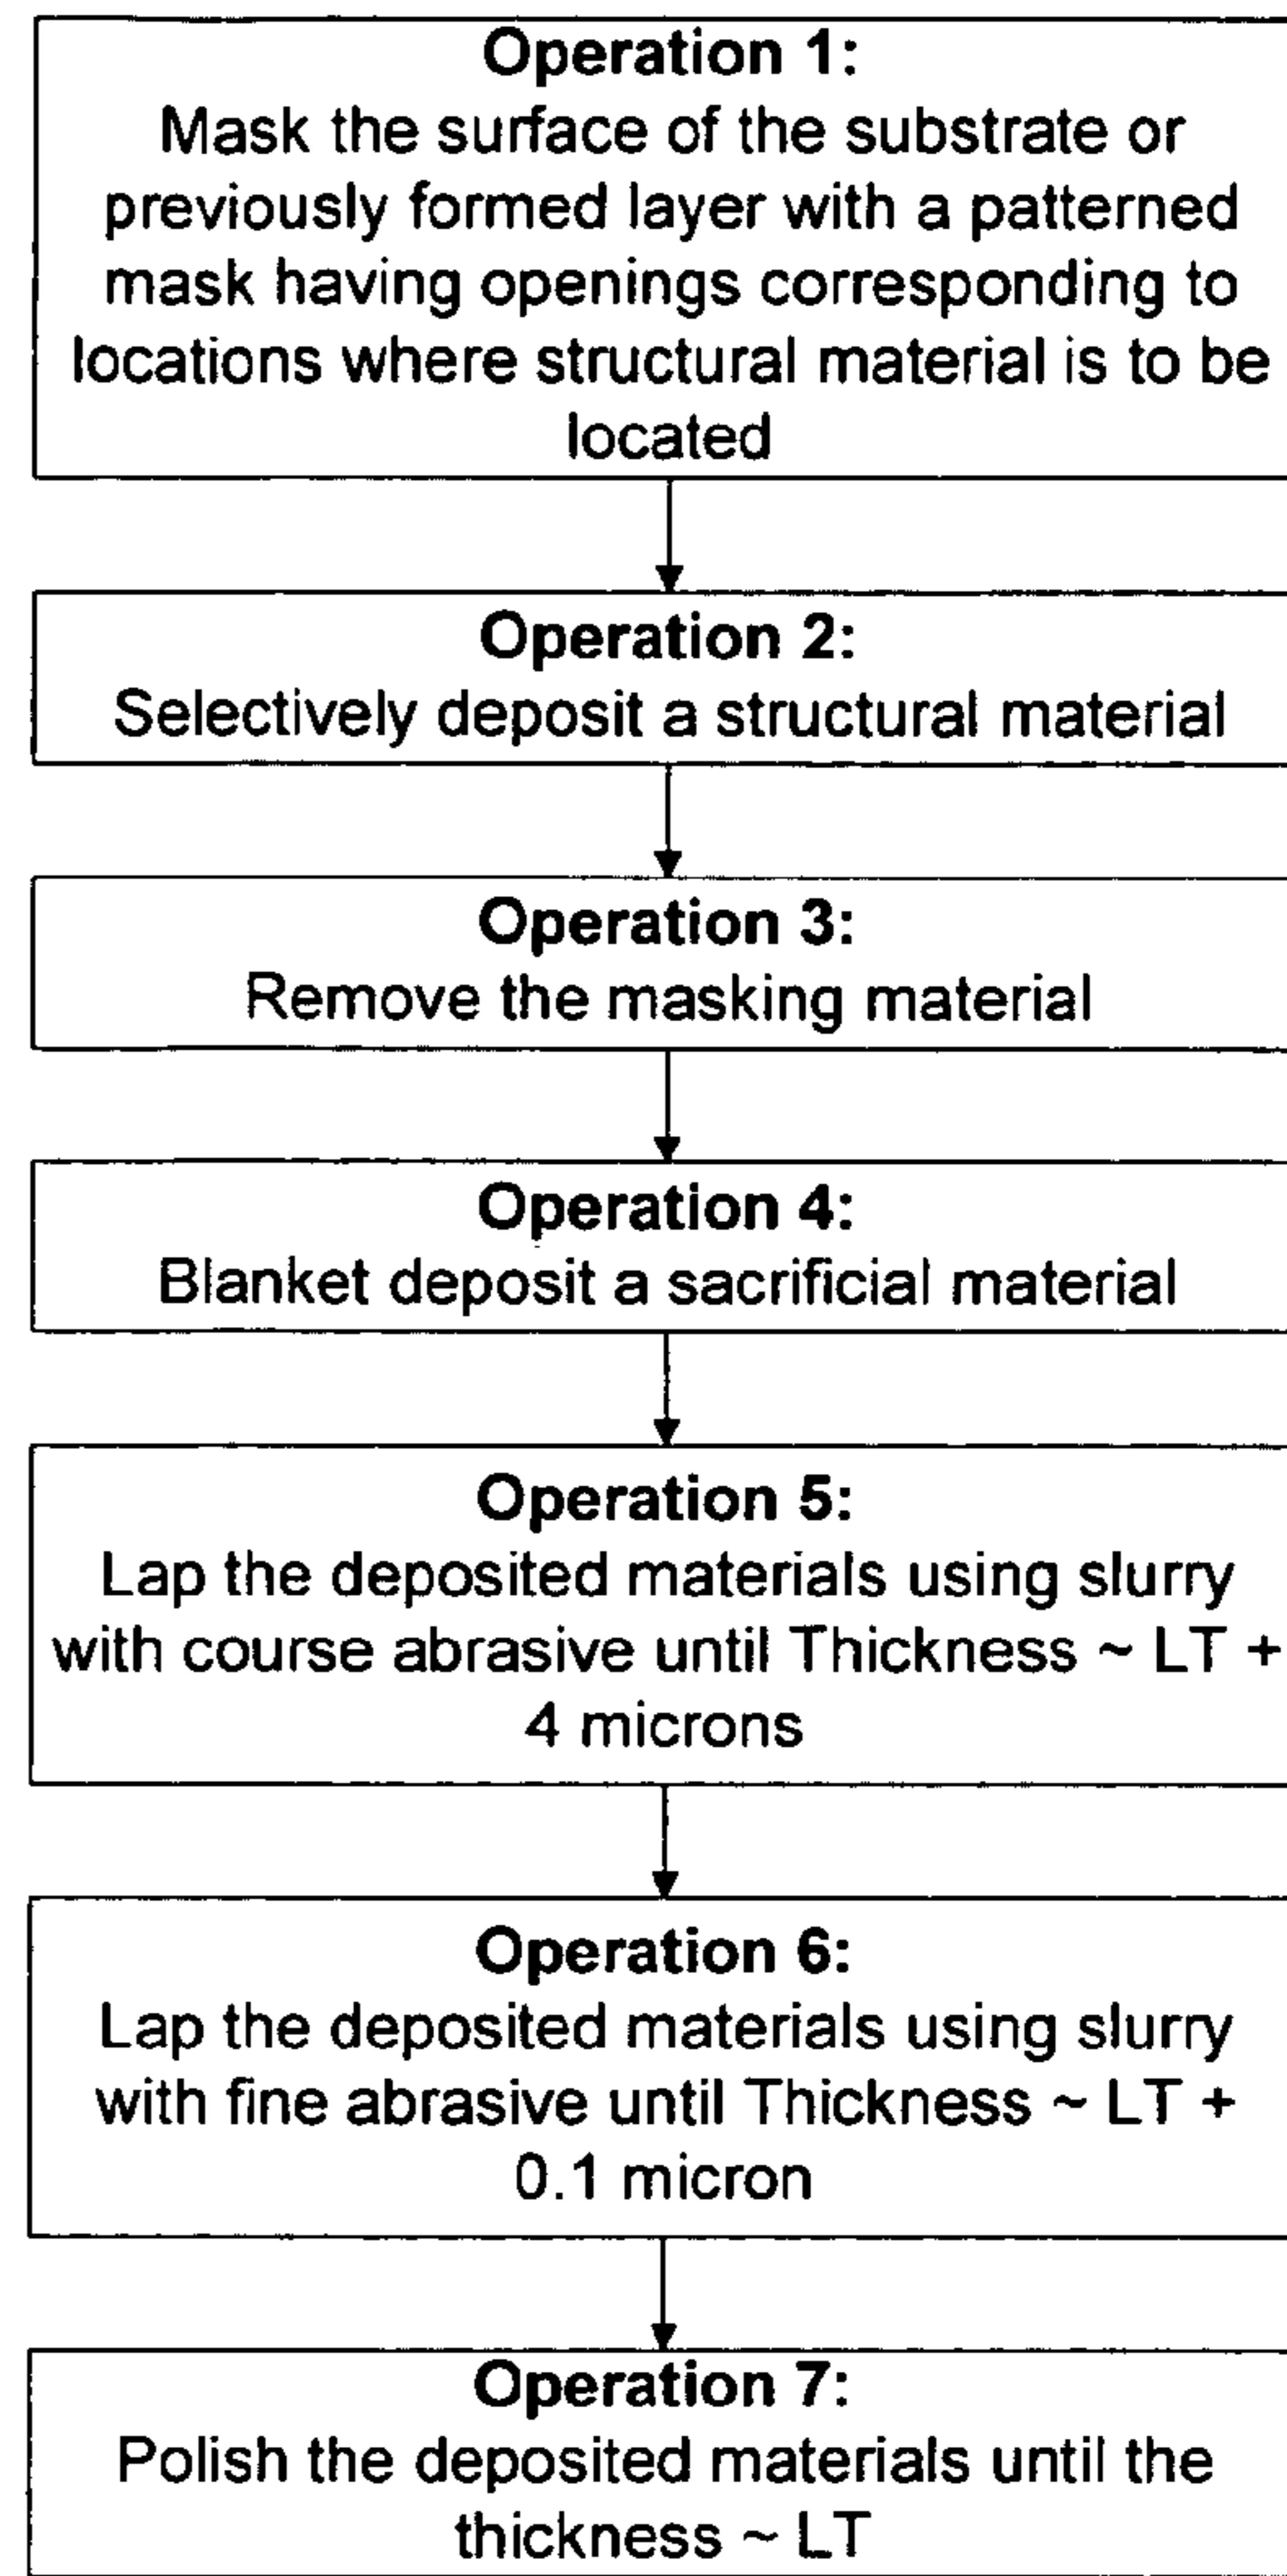 Operation 1:
Mask the surface of the substrate or
previously formed layer with a patterned
mask having openings corresponding to
locations where structural material is to be
located
Operation 2:
Selectively deposit a structural material
Operation 3:
Remove the masking material
Operation 4:
Blanket deposit a sacrificial material
Operation 5:
Lap the deposited materials using slurry
with course abrasive until Thickness ~ LT +
4 microns
Operation 6:
Lap the deposited materials using slurry
with fine abrasive until Thickness ~ LT +
0.1 micron
Operation 7:
Polish the deposited materials until the
thickness ~ LT